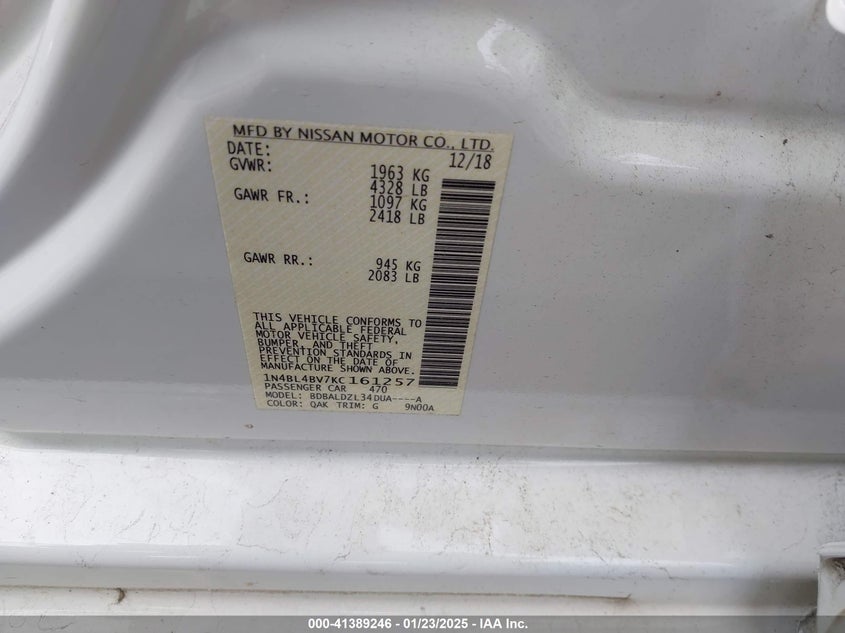 MFD BY NISSAN MOTOR CO., LTD.
DATE: 12/18
GVWR: 1963 KG
4328 LB
GAWR FR.: 1097 KG
2418 LB
GAWR RR.: 945 KG
2083 LB
THIS VEHICLE CONFORMS TO
ALL APPLICABLE FEDERAL
MOTOR VEHICLE SAFETY,
BUMPER, AND THEFT
PREVENTION STANDARDS IN
EFFECT ON THE DATE OF
MANUFACTURE SHOWN ABOVE.
1N4BL4BV7KC161257
PASSENGER CAR 470
MODEL: BDBALDZL34DUA----A
COLOR: QAK TRIM: G 9N00A
000-41389246 - 01/23/2025 - IAA Inc.